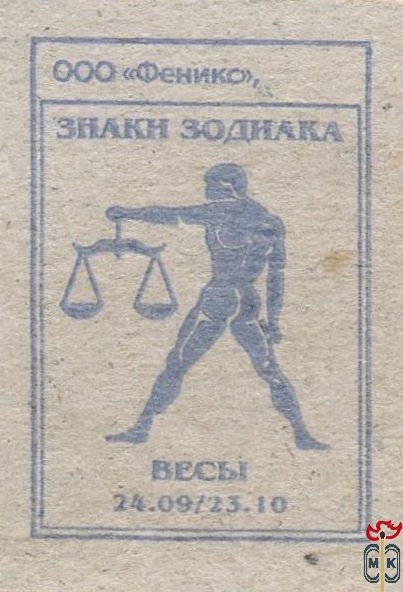 ООО «Феникс»
ЗНАКИ ЗОДИАКА
ВЕСЫ
24.09/23.10
МК